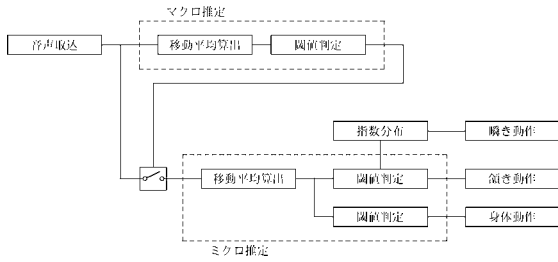 マクロ推定
音声取込
移動平均算出
閾値判定
指数分布
瞬き動作
移動平均算出
閾値判定
頷き動作
閾値判定
身体動作
ミクロ推定